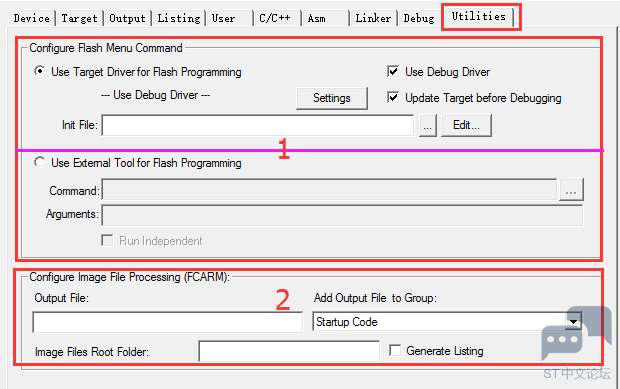 Device Target Output Listing User C/C++ Asm Linker Debug Utilities
Configure Flash Menu Command
Use Target Driver for Flash Programming
Use Debug Driver
--- Use Debug Driver ---
Settings
Update Target before Debugging
Init File:
...
Edit...
1
Use External Tool for Flash Programming
Command:
...
Arguments:
Run Independent
Configure Image File Processing (FCARM):
2
Output File:
Add Output File to Group:
Startup Code
Image Files Root Folder:
Generate Listing
ST 中文论坛